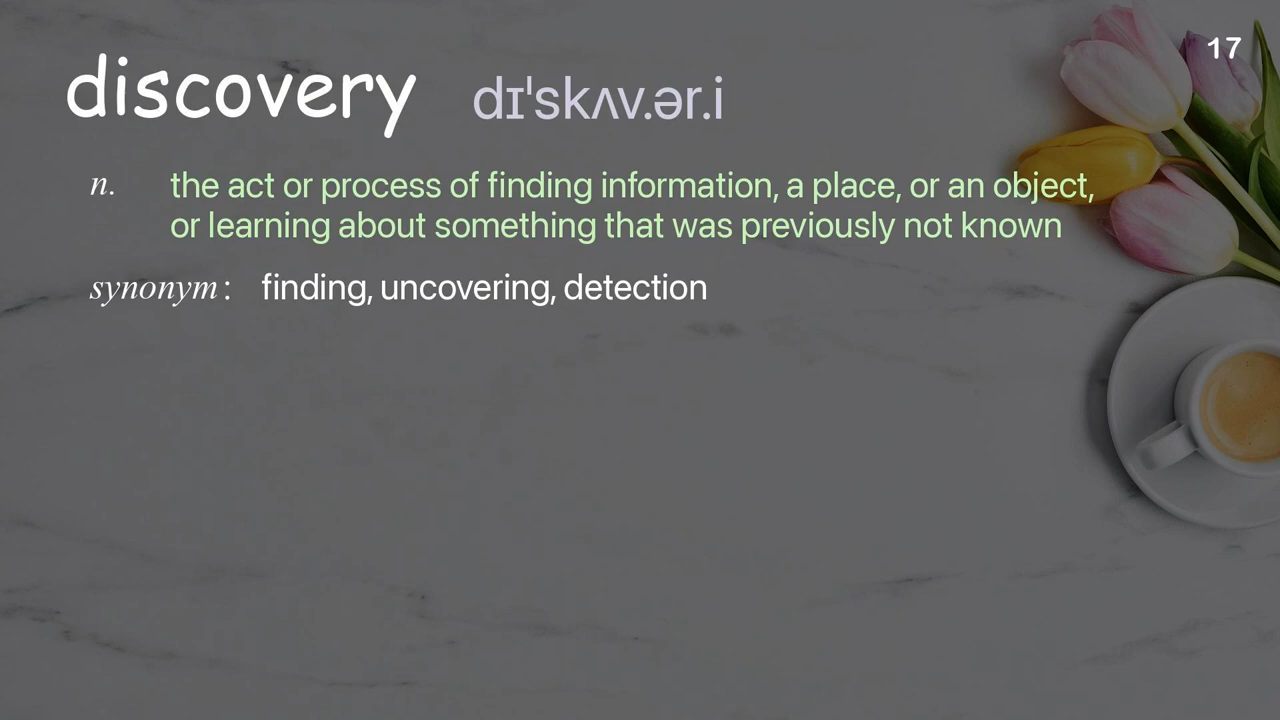 17
discovery dɪˈskʌv.ər.i
n. the act or process of finding information, a place, or an object,
or learning about something that was previously not known
synonym: finding, uncovering, detection